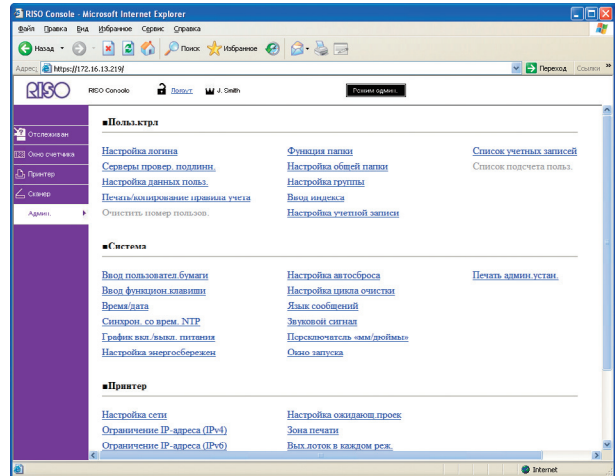 RISO Console - Microsoft Internet Explorer
Файл Правка Вид Избранное Сервис Справка
Назад Поиск Избранное
Адрес: https://172.16.13.219/ Переход Ссылки »
RISO RISO Console Логаут J. Smith Режим админ.
■Польз.ктрл
Отслеживан
Окно счетчика
Принтер
Сканер
Админ.
Настройка логина Функция папки Список учетных записей
Серверы провер. подлинн. Настройка общей папки Список подсчета польз.
Настройка данных польз. Настройка группы
Печать/копирование правила учета Ввод индекса
Очистить номер пользов. Настройка учетной записи
■Система
Ввод пользовател.бумаги Настройка автосброса Печать админ.устан.
Ввод функцион.клавиши Настройка цикла очистки
Время/дата Язык сообщений
Синхрон. со врем. NTP Звуковой сигнал
График вкл./выкл. питания Переключатель «мм/дюймы»
Настройка энергосбережен Окно запуска
■Принтер
Настройка сети Настройка ожидающ.проек
Ограничение IP-адреса (IPv4) Зона печати
Ограничение IP-адреса (IPv6) Вых.лоток в каждом реж.
Internet